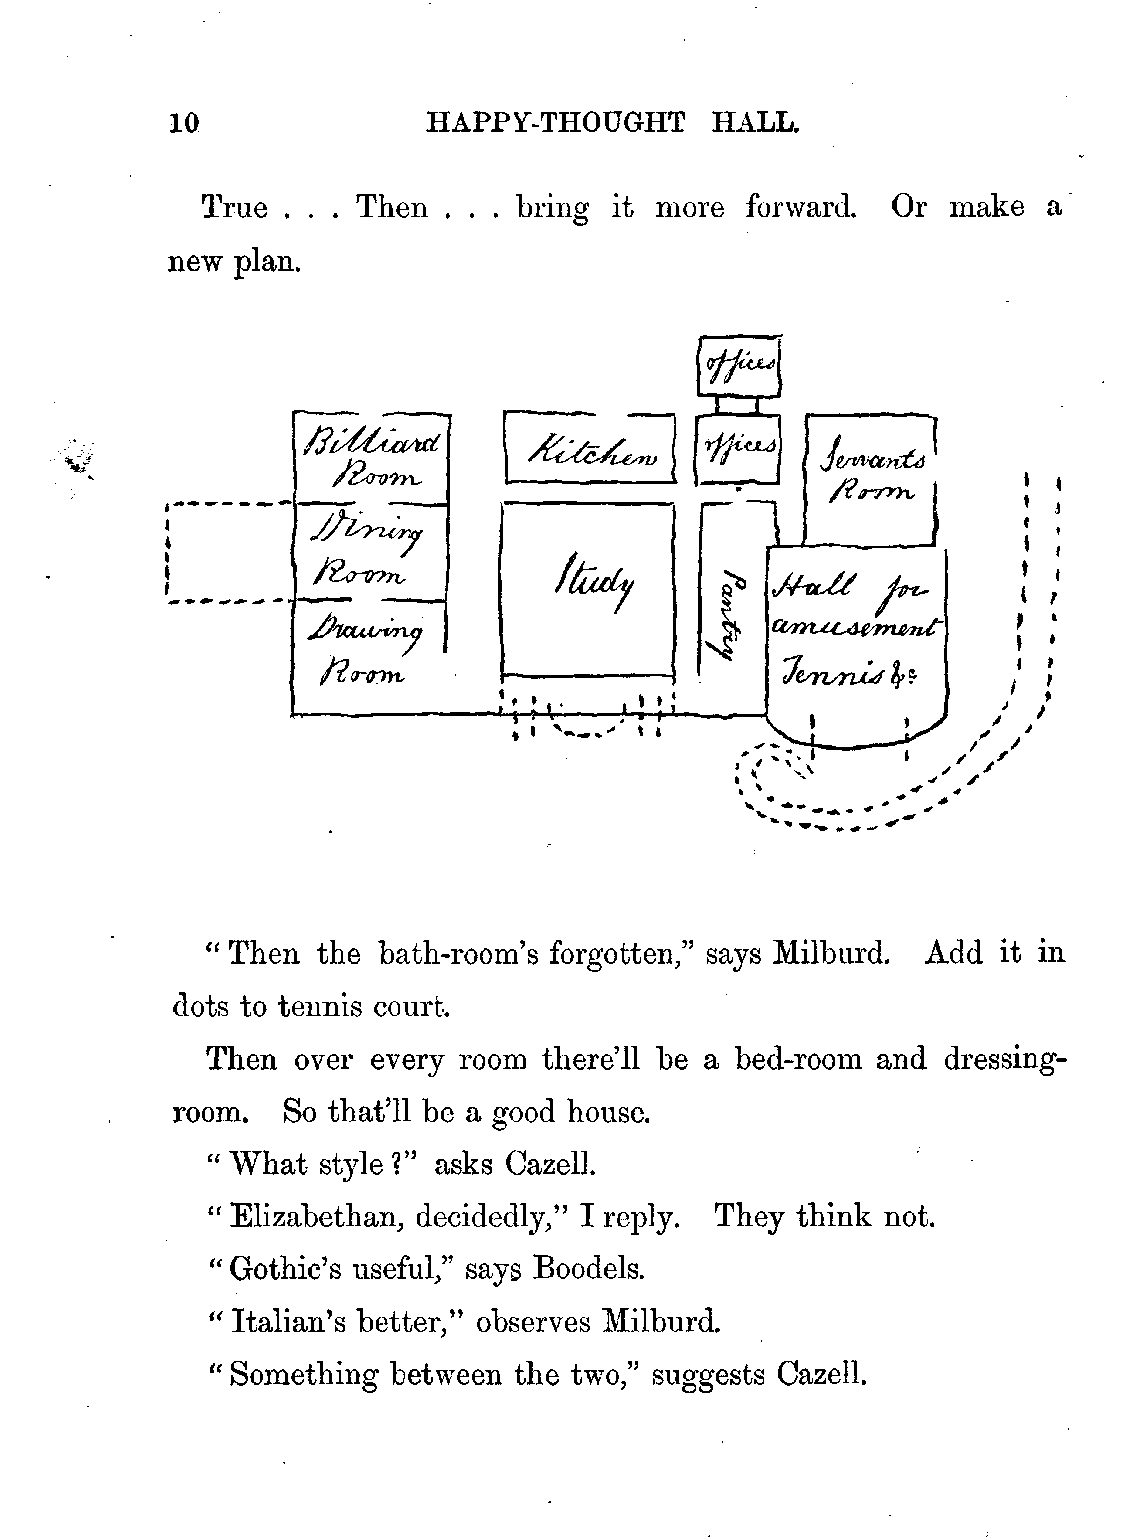 10 HAPPY-THOUGHT HALL.
True . . . Then . . . bring it more forward. Or make a
new plan.
offices
Billiard
Room
Kitchen
offices
Servants
Room
Dining
Room
Study
Pantry
Hall for
amusement
Tennis &c
Drawing
Room
“Then the bath-room’s forgotten,” says Milburd. Add it in
dots to tennis court.
Then over every room there’ll be a bed-room and dressing-
room. So that’ll be a good house.
“What style?” asks Cazell.
“Elizabethan, decidedly,” I reply. They think not.
“Gothic’s useful,” says Boodels.
“Italian’s better,” observes Milburd.
“Something between the two,” suggests Cazell.